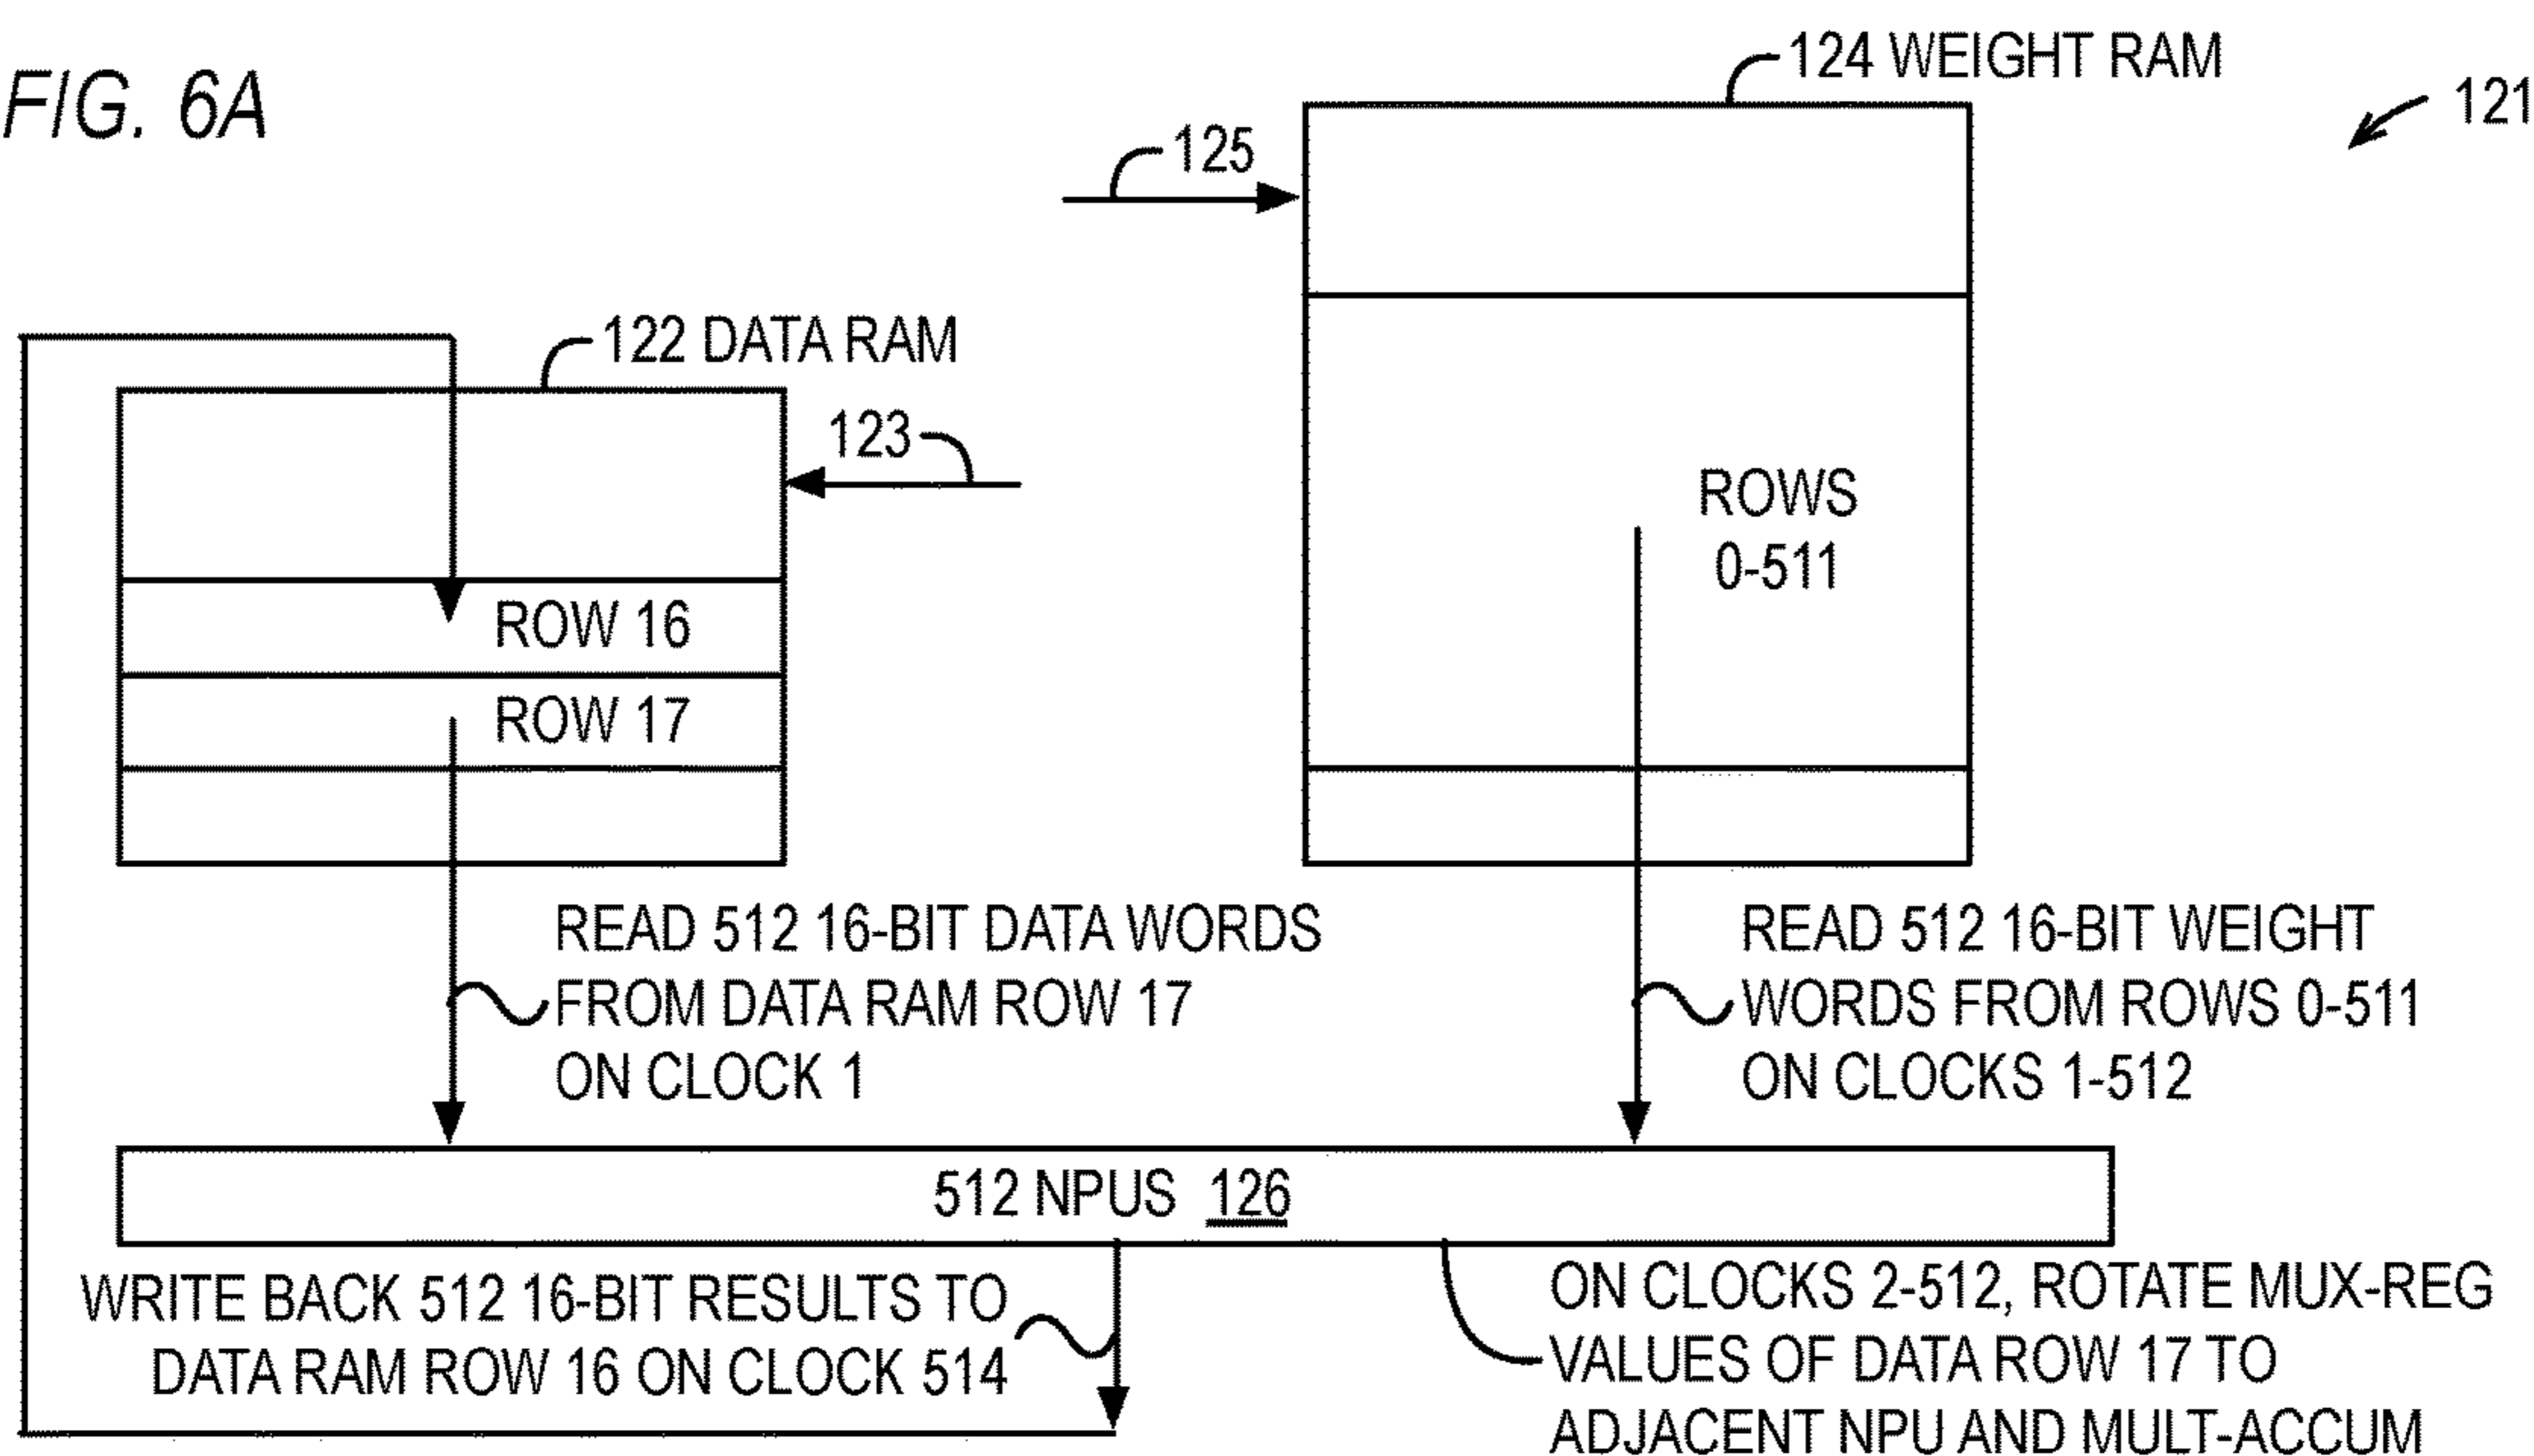 FIG. 6A
124 WEIGHT RAM
121
125
122 DATA RAM
123
ROWS
0-511
ROW 16
ROW 17
READ 512 16-BIT DATA WORDS
FROM DATA RAM ROW 17
ON CLOCK 1
READ 512 16-BIT WEIGHT
WORDS FROM ROWS 0-511
ON CLOCKS 1-512
512 NPUS 126
WRITE BACK 512 16-BIT RESULTS TO
DATA RAM ROW 16 ON CLOCK 514
ON CLOCKS 2-512, ROTATE MUX-REG
VALUES OF DATA ROW 17 TO
ADJACENT NPU AND MULT-ACCUM